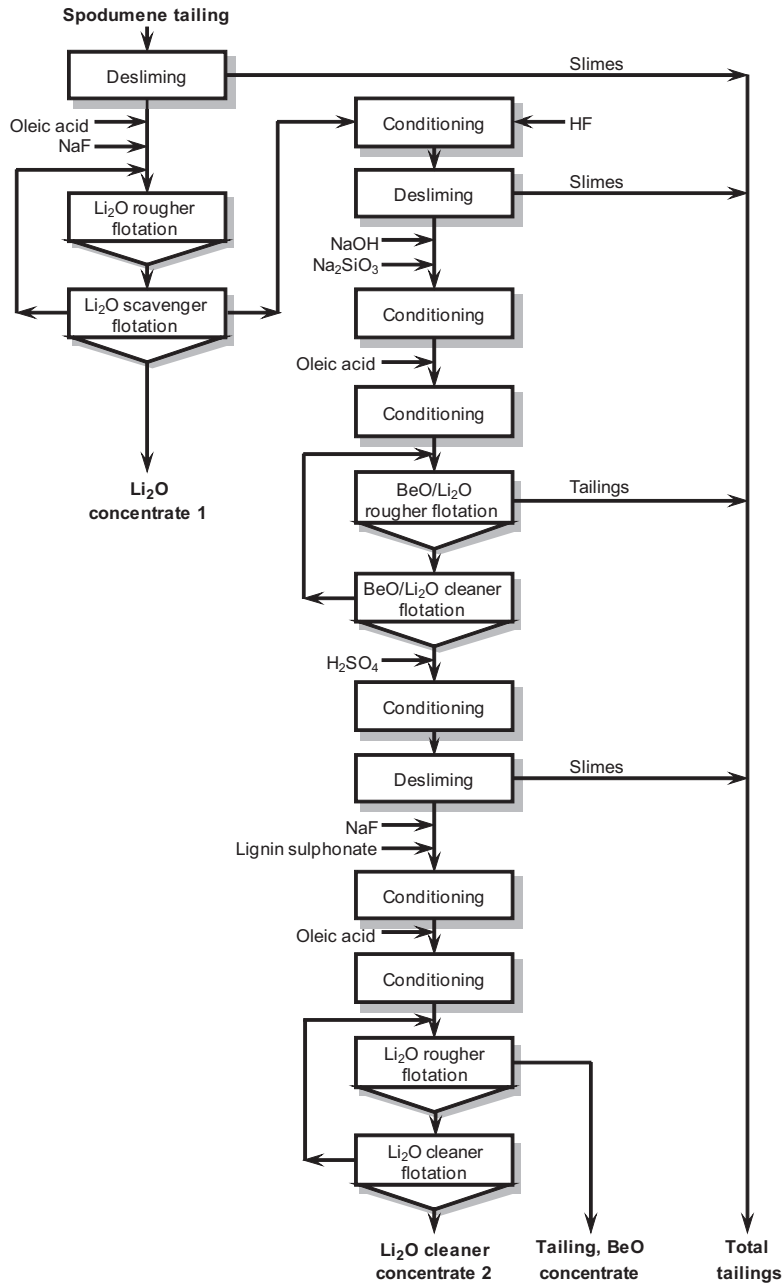 Spodumene tailing
Desliming
Slimes
Oleic acid
NaF
Conditioning
HF
Desliming
Slimes
Li₂O rougher
flotation
NaOH
Na₂SiO₃
Li₂O scavenger
flotation
Conditioning
Oleic acid
Conditioning
Li₂O
concentrate 1
BeO/Li₂O
rougher flotation
Tailings
BeO/Li₂O cleaner
flotation
H₂SO₄
Conditioning
Desliming
Slimes
NaF
Lignin sulphonate
Conditioning
Oleic acid
Conditioning
Li₂O rougher
flotation
Li₂O cleaner
flotation
Li₂O cleaner
concentrate 2
Tailing, BeO
concentrate
Total
tailings